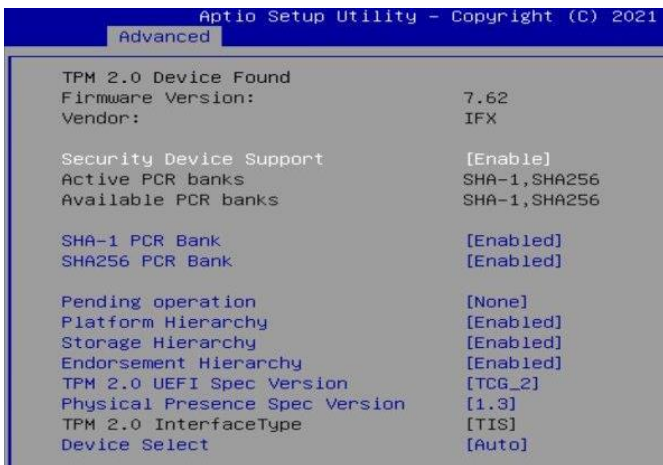 Aptio Setup Utility – Copyright (C) 2021
Advanced
TPM 2.0 Device Found
Firmware Version: 7.62
Vendor: IFX
Security Device Support [Enable]
Active PCR banks SHA-1,SHA256
Available PCR banks SHA-1,SHA256
SHA-1 PCR Bank [Enabled]
SHA256 PCR Bank [Enabled]
Pending operation [None]
Platform Hierarchy [Enabled]
Storage Hierarchy [Enabled]
Endorsement Hierarchy [Enabled]
TPM 2.0 UEFI Spec Version [TCG_2]
Physical Presence Spec Version [1.3]
TPM 2.0 InterfaceType [TIS]
Device Select [Auto]